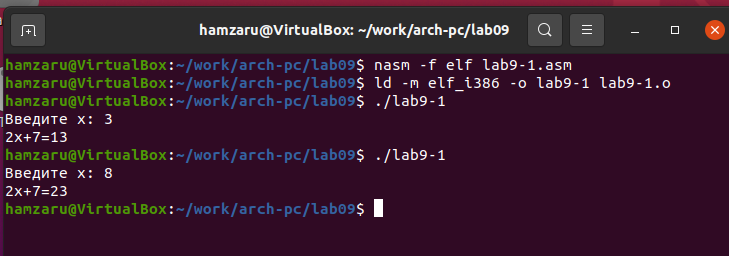 hamzaru@VirtualBox: ~/work/arch-pc/lab09
hamzaru@VirtualBox:~/work/arch-pc/lab09$ nasm -f elf lab9-1.asm
hamzaru@VirtualBox:~/work/arch-pc/lab09$ ld -m elf_i386 -o lab9-1 lab9-1.o
hamzaru@VirtualBox:~/work/arch-pc/lab09$ ./lab9-1
Введите x: 3
2x+7=13
hamzaru@VirtualBox:~/work/arch-pc/lab09$ ./lab9-1
Введите x: 8
2x+7=23
hamzaru@VirtualBox:~/work/arch-pc/lab09$